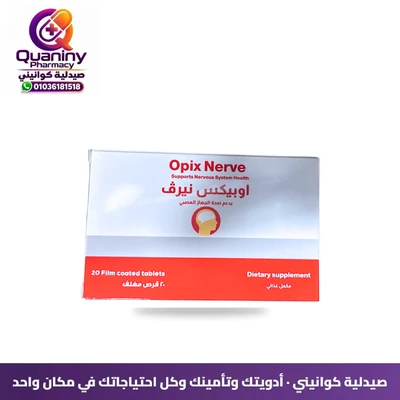 Quaniny
Pharmacy
صيدلية كوانيني
01036181518
Opix Nerve
Supports Nervous System Health
اوبيكس نيرڤ
يدعم صحة الجهاز العصبي
20 Film coated tablets
٢٠ قرص مغلف
Dietary supplement
مكمل غذائي
صيدلية كوانيني - أدويتك وتأمينك وكل احتياجاتك في مكان واحد